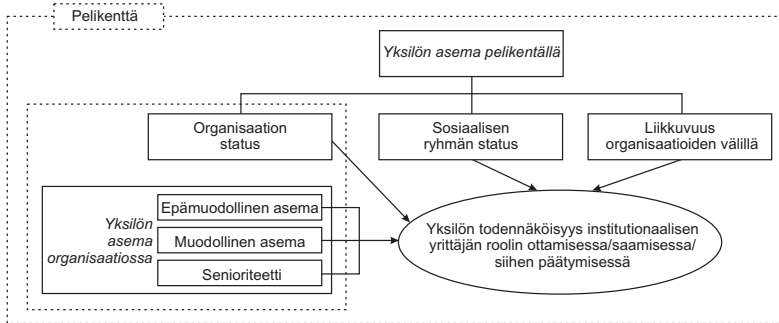 Pelikenttä
Yksilön asema pelikentällä
Organisaation
status
Sosiaalisen
ryhmän status
Liikkuvuus
organisaatioiden välillä
Yksilön
asema
organisaatiossa
Epämuodollinen asema
Muodollinen asema
Senioriteetti
Yksilön todennäköisyys institutionaalisen
yrittäjän roolin ottamisessa/saamisessa/
siihen päätymisessä